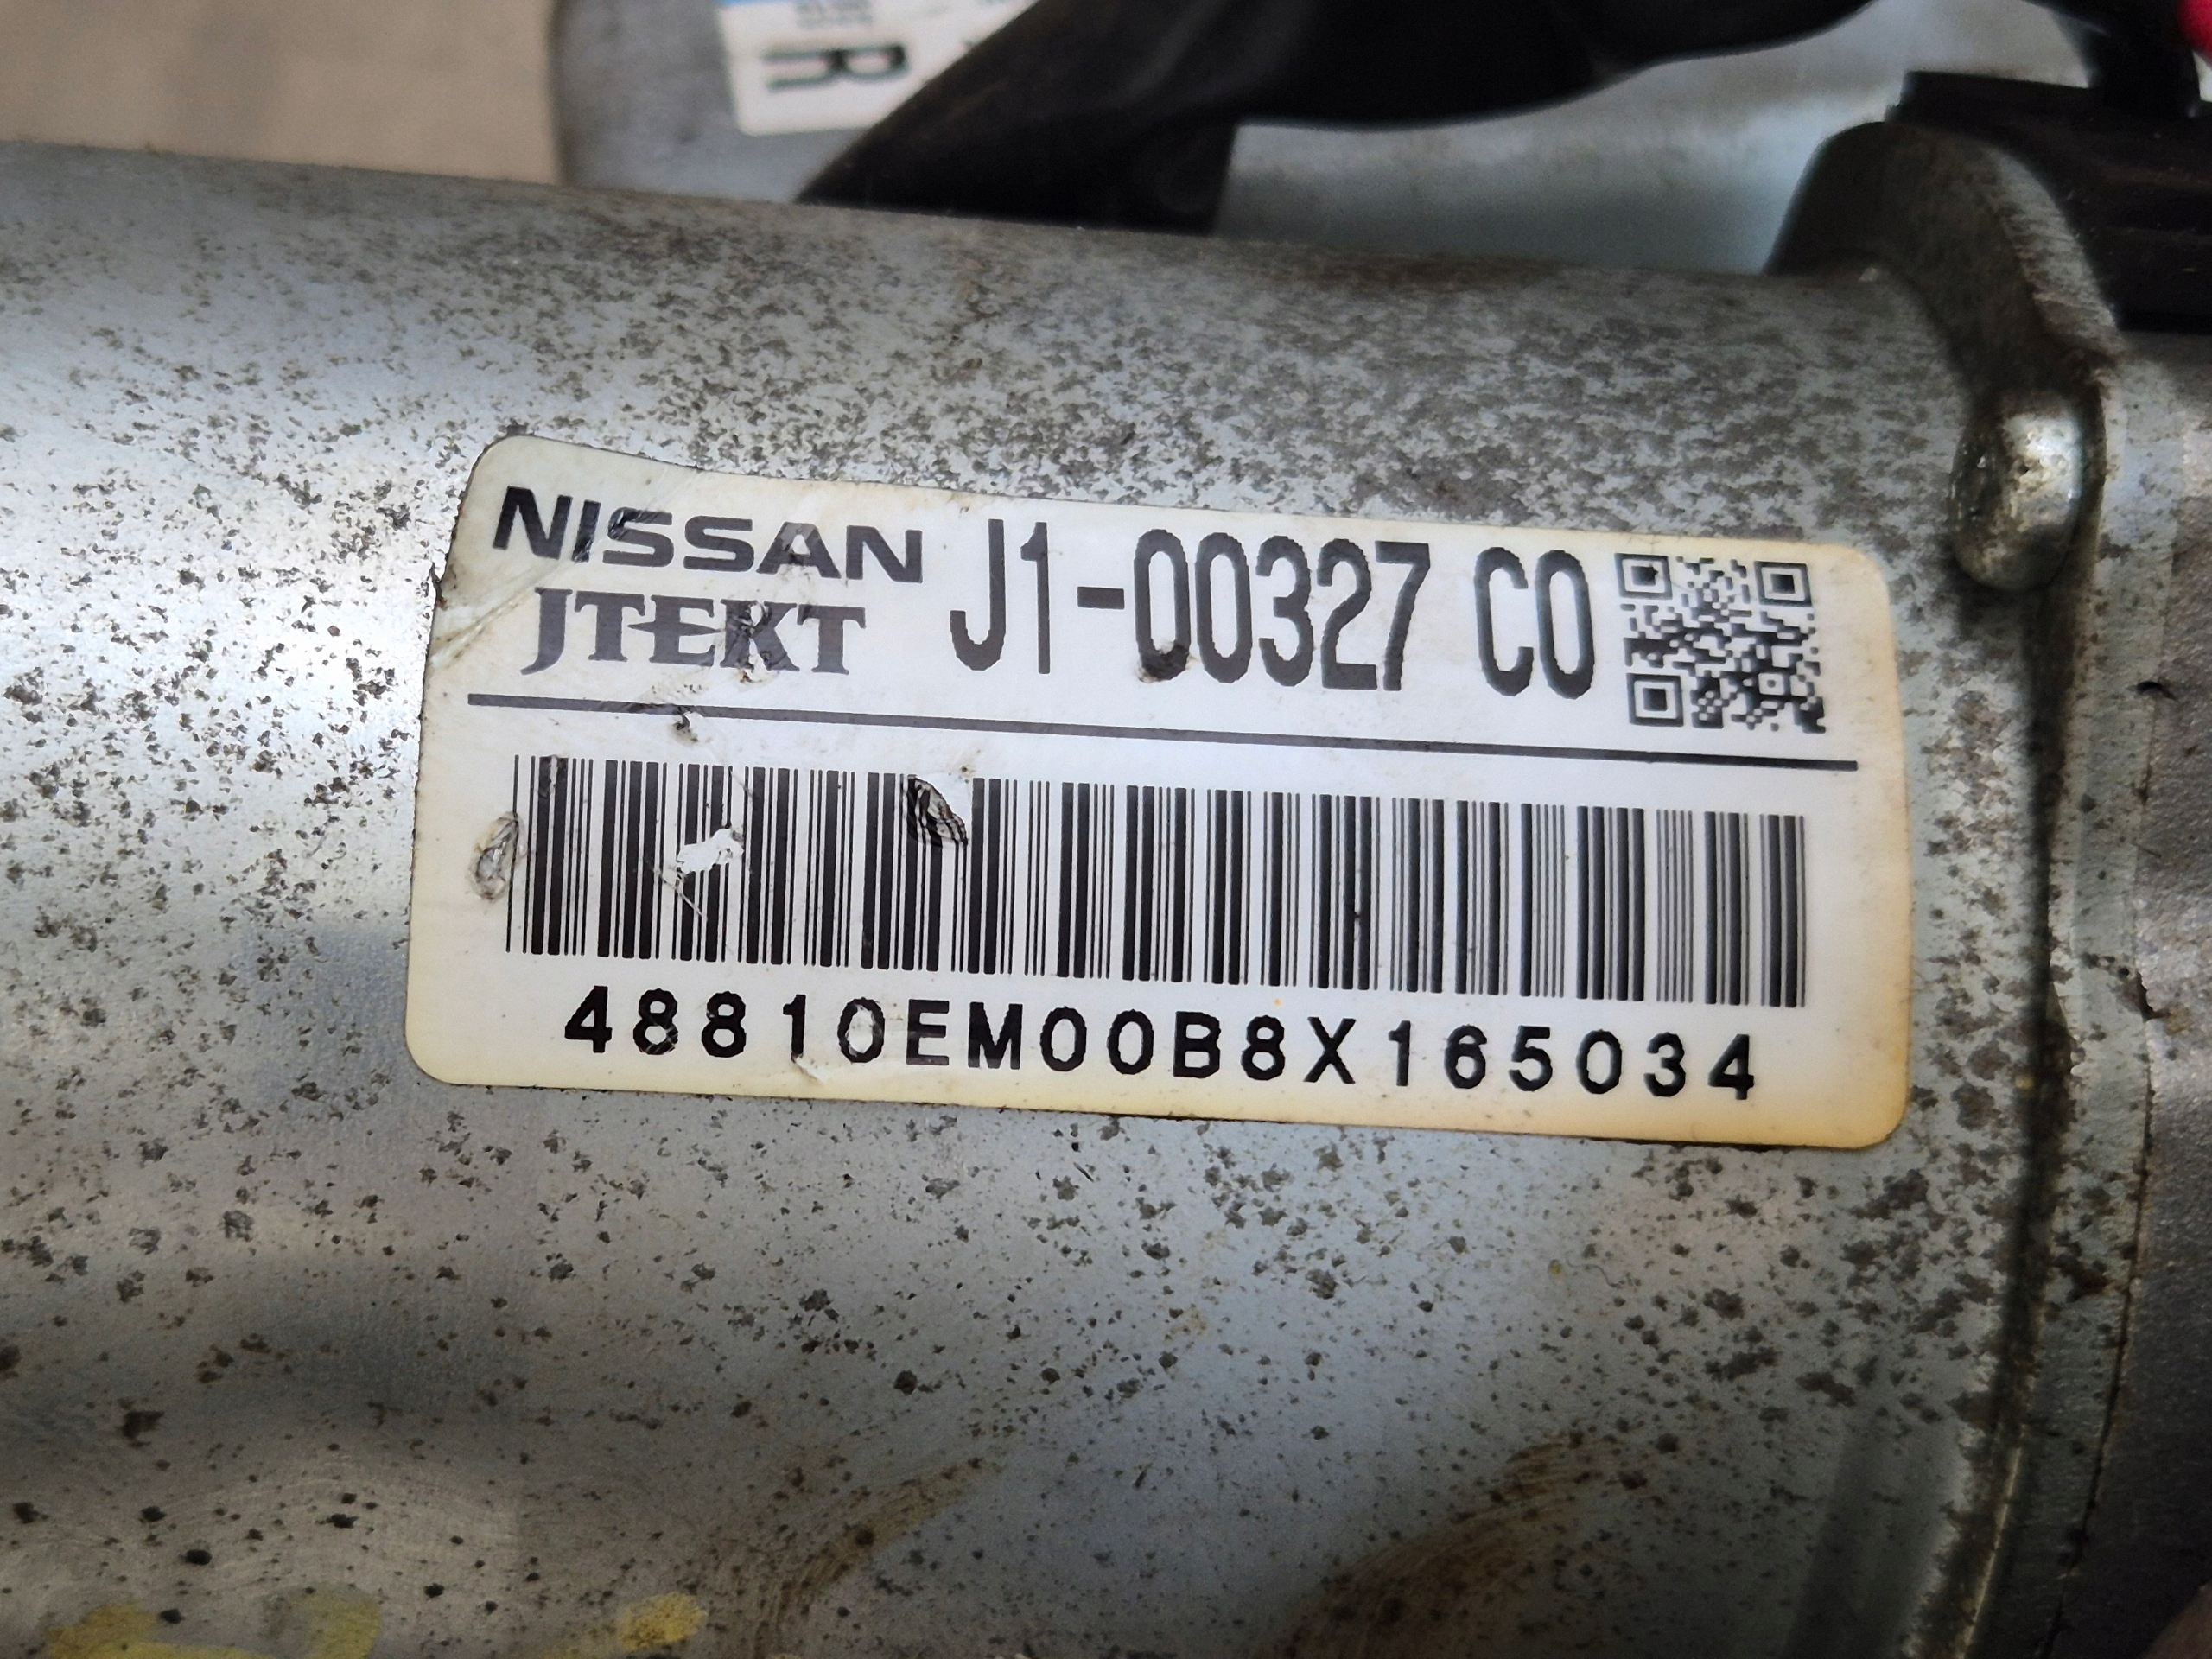 R
NISSAN J1-00327 C0
JTEKT
48810EM00B8X165034